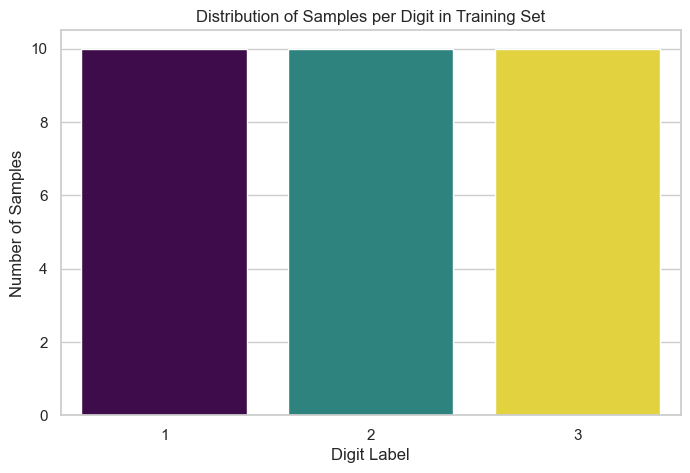 Distribution of Samples per Digit in Training Set
10
8
6
4
2
0
Number of Samples
1 2 3
Digit Label